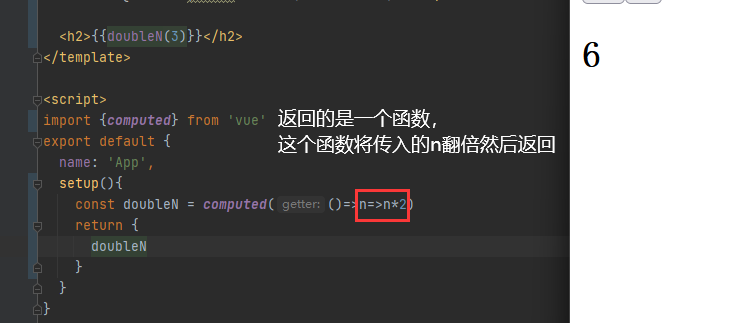 <h2>{{doubleN(3)}}</h2>
</template>
<script>
import {computed} from 'vue'
返回的是一个函数，
export default {
这个函数将传入的n翻倍然后返回
name: 'App',
setup(){
const doubleN = computed( getter: ()=>n=>n*2)
return {
doubleN
}
}
}
6